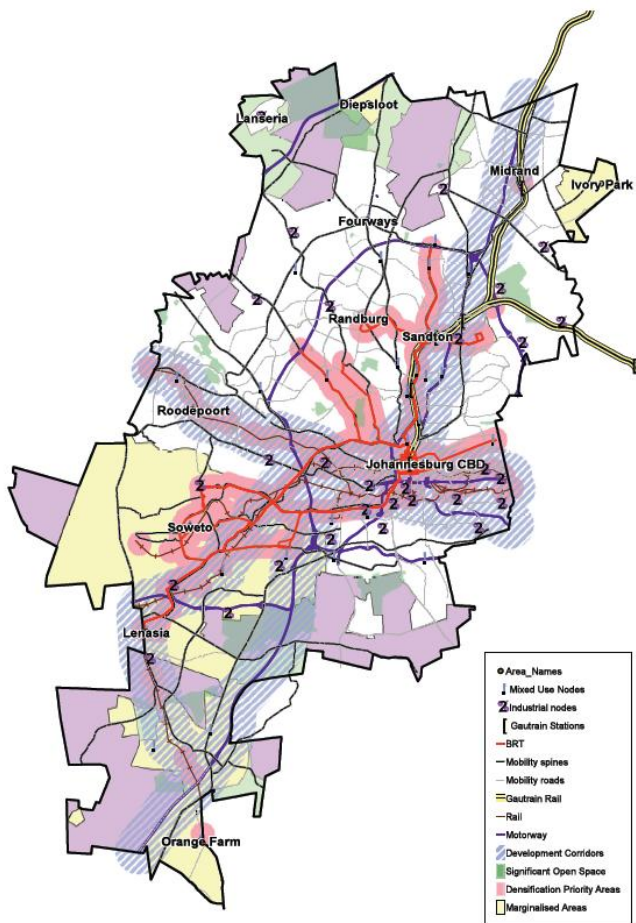 Diepsloot
Lanseria
Midrand
Ivory Park
Fourways
Randburg
Sandton
Roodepoort
Johannesburg CBD
Soweto
Lenasia
Orange Farm
Area_Names
Mixed Use Nodes
2 Industrial nodes
Gautrain Stations
BRT
Mobility spines
Mobility roads
Gautrain Rail
Rail
Motorway
Development Corridors
Significant Open Space
Densification Priority Areas
Marginalised Areas